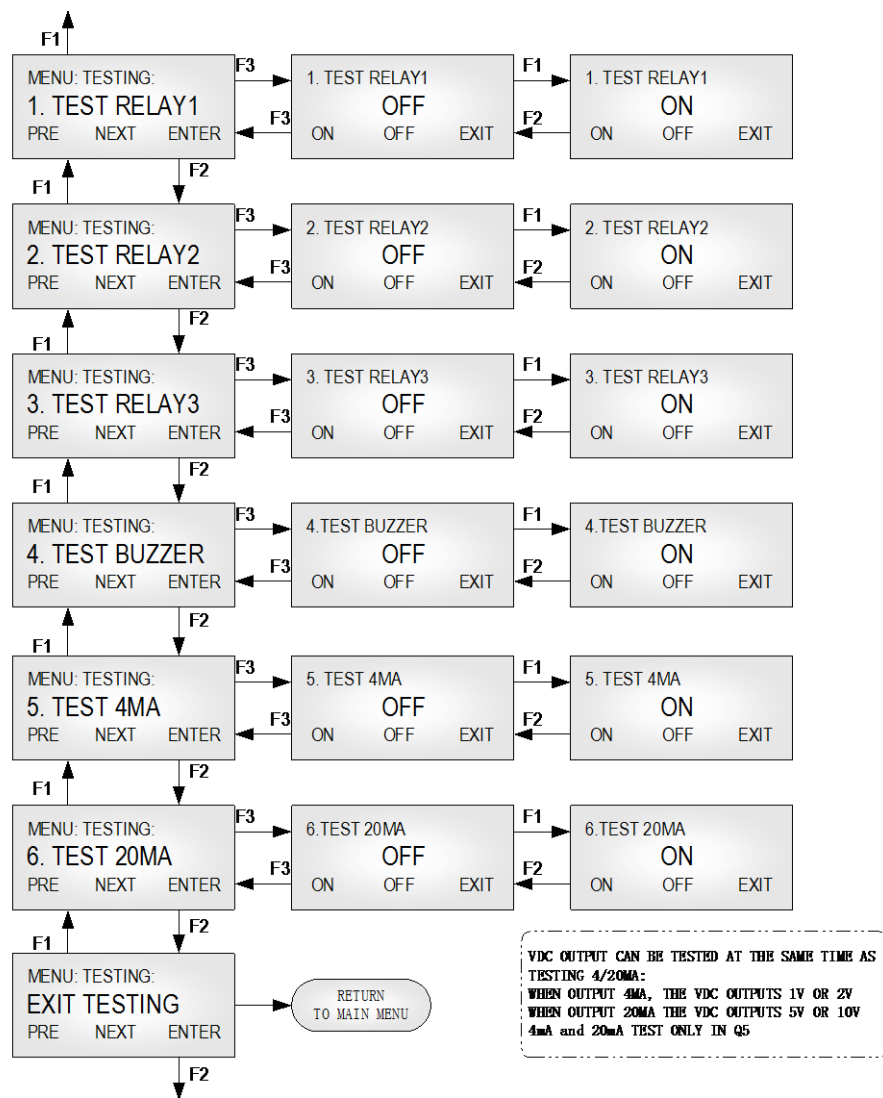 F1
MENU: TESTING:
1. TEST RELAY1
PRE NEXT ENTER
F3
F3
1. TEST RELAY1
OFF
ON OFF EXIT
F1
F2
1. TEST RELAY1
ON
ON OFF EXIT
F1
F2
MENU: TESTING:
2. TEST RELAY2
PRE NEXT ENTER
F3
F3
2. TEST RELAY2
OFF
ON OFF EXIT
F1
F2
2. TEST RELAY2
ON
ON OFF EXIT
F1
F2
MENU: TESTING:
3. TEST RELAY3
PRE NEXT ENTER
F3
F3
3. TEST RELAY3
OFF
ON OFF EXIT
F1
F2
3. TEST RELAY3
ON
ON OFF EXIT
F1
F2
MENU: TESTING:
4. TEST BUZZER
PRE NEXT ENTER
F3
F3
4.TEST BUZZER
OFF
ON OFF EXIT
F1
F2
4.TEST BUZZER
ON
ON OFF EXIT
F1
F2
MENU: TESTING:
5. TEST 4MA
PRE NEXT ENTER
F3
F3
5. TEST 4MA
OFF
ON OFF EXIT
F1
F2
5. TEST 4MA
ON
ON OFF EXIT
F1
F2
MENU: TESTING:
6. TEST 20MA
PRE NEXT ENTER
F3
F3
6.TEST 20MA
OFF
ON OFF EXIT
F1
F2
6.TEST 20MA
ON
ON OFF EXIT
F1
F2
MENU: TESTING:
EXIT TESTING
PRE NEXT ENTER
RETURN
TO MAIN MENU
F2
VDC OUTPUT CAN BE TESTED AT THE SAME TIME AS
TESTING 4/20MA:
WHEN OUTPUT 4MA, THE VDC OUTPUTS 1V OR 2V
WHEN OUTPUT 20MA THE VDC OUTPUTS 5V OR 10V
4mA and 20mA TEST ONLY IN Q5